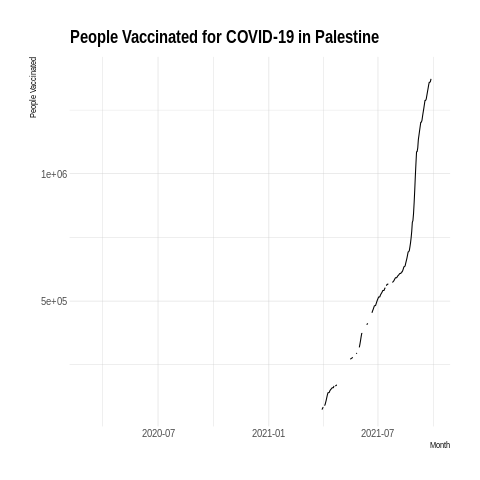 People Vaccinated for COVID-19 in Palestine
People Vaccinated
1e+06
5e+05
2020-07
2021-01
2021-07
Month